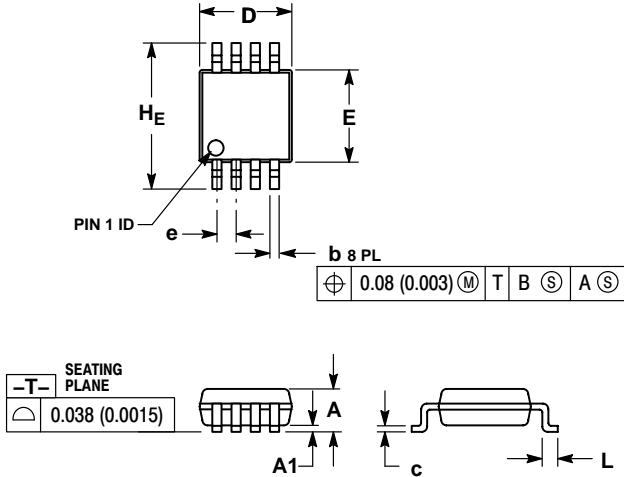 D
HE
E
PIN 1 ID
e
b 8 PL
0.08 (0.003) Ⓜ T B Ⓢ A Ⓢ
–T– SEATING PLANE
0.038 (0.0015)
A
A1
c
L